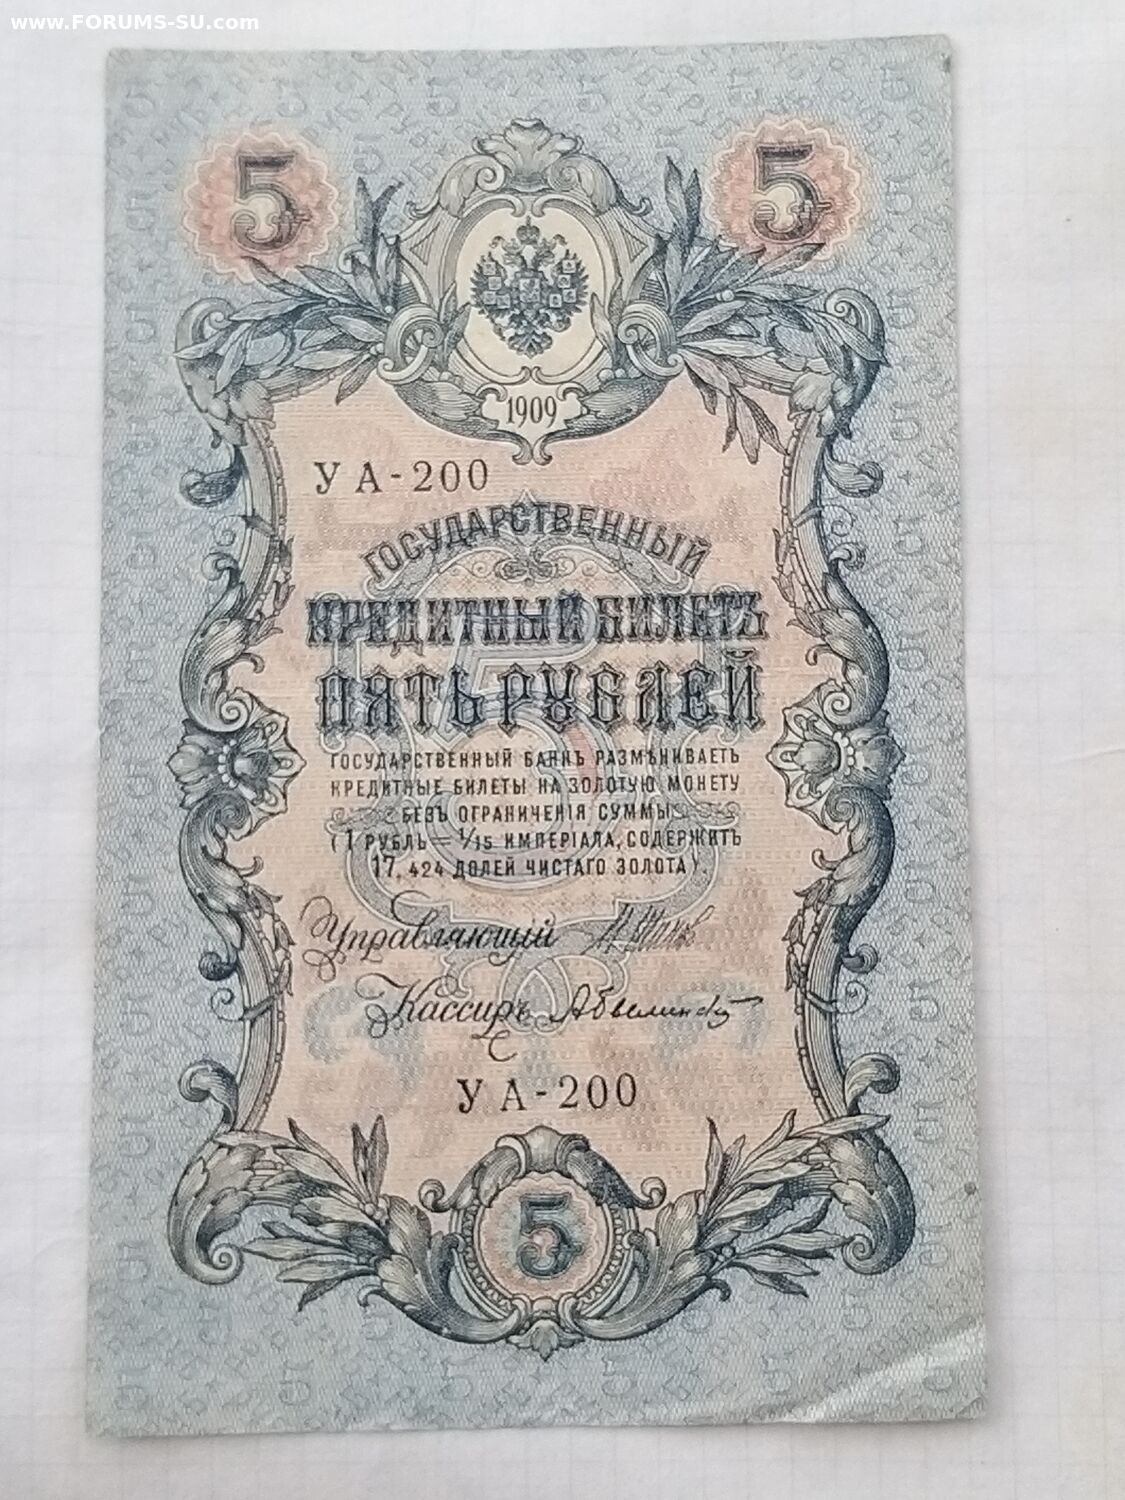 www.FORUMS-SU.com
5 5
1909
УА-200
ГОСУДАРСТВЕННЫЙ
КРЕДИТНЫЙ БИЛЕТЪ
ПЯТЬ РУБЛЕЙ
ГОСУДАРСТВЕННЫЙ БАНКЪ РАЗМѢНИВАЕТЪ
КРЕДИТНЫЕ БИЛЕТЫ НА ЗОЛОТУЮ МОНЕТУ
БЕЗЪ ОГРАНИЧЕНІЯ СУММЫ
(1 РУБЛЬ = 1/15 ИМПЕРІАЛА, СОДЕРЖИТЪ
17,424 ДОЛЕЙ ЧИСТАГО ЗОЛОТА).
Управляющій
Кассиръ
УА-200
5